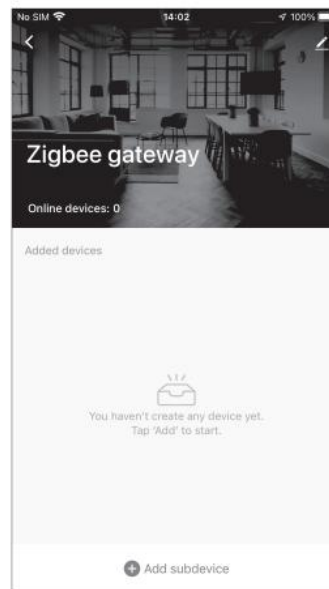 No SIM 14:02 100%
Zigbee gateway
Online devices: 0
Added devices
You haven't create any device yet.
Tap 'Add' to start.
Add subdevice